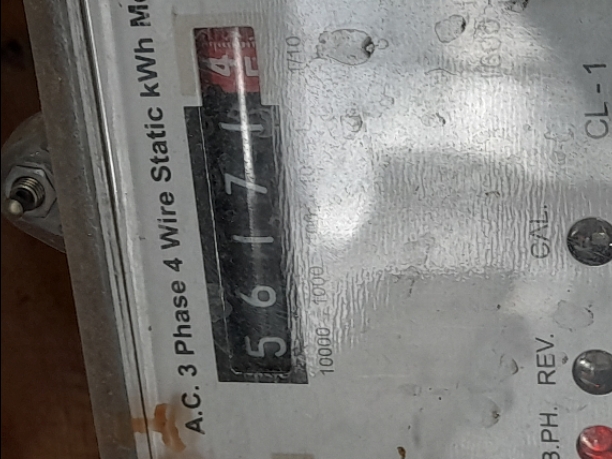 A.C. 3 Phase 4 Wire Static kWh
5 6 1 7 1 4
10000 1000 100 10 1/10
CAL.
REV.
B.PH.
CL - 1